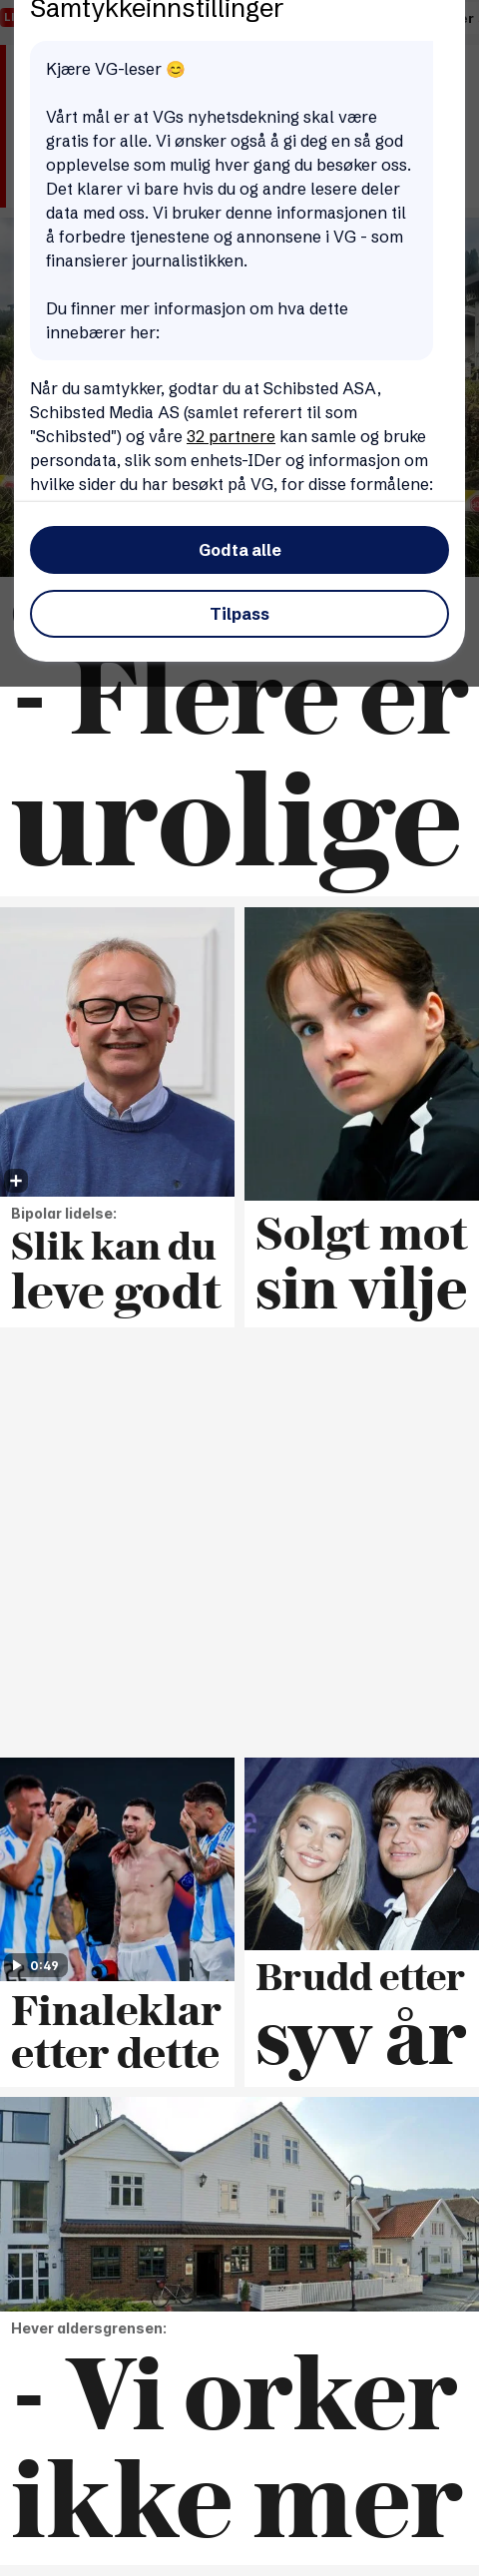 Samtykkeinnstillinger
Kjære VG-leser 😊
Vårt mål er at VGs nyhetsdekning skal være
gratis for alle. Vi ønsker også å gi deg en så god
opplevelse som mulig hver gang du besøker oss.
Det klarer vi bare hvis du og andre lesere deler
data med oss. Vi bruker denne informasjonen til
å forbedre tjenestene og annonsene i VG - som
finansierer journalistikken.
Du finner mer informasjon om hva dette
innebærer her:
Når du samtykker, godtar du at Schibsted ASA,
Schibsted Media AS (samlet referert til som
"Schibsted") og våre 32 partnere kan samle og bruke
persondata, slik som enhets-IDer og informasjon om
hvilke sider du har besøkt på VG, for disse formålene:
Godta alle
Tilpass
- Flere er
urolige
Bipolar lidelse:
Slik kan du
leve godt
Solgt mot
sin vilje
0:49
Finaleklar
etter dette
Brudd etter
syv år
Hever aldersgrensen:
- Vi orker
ikke mer